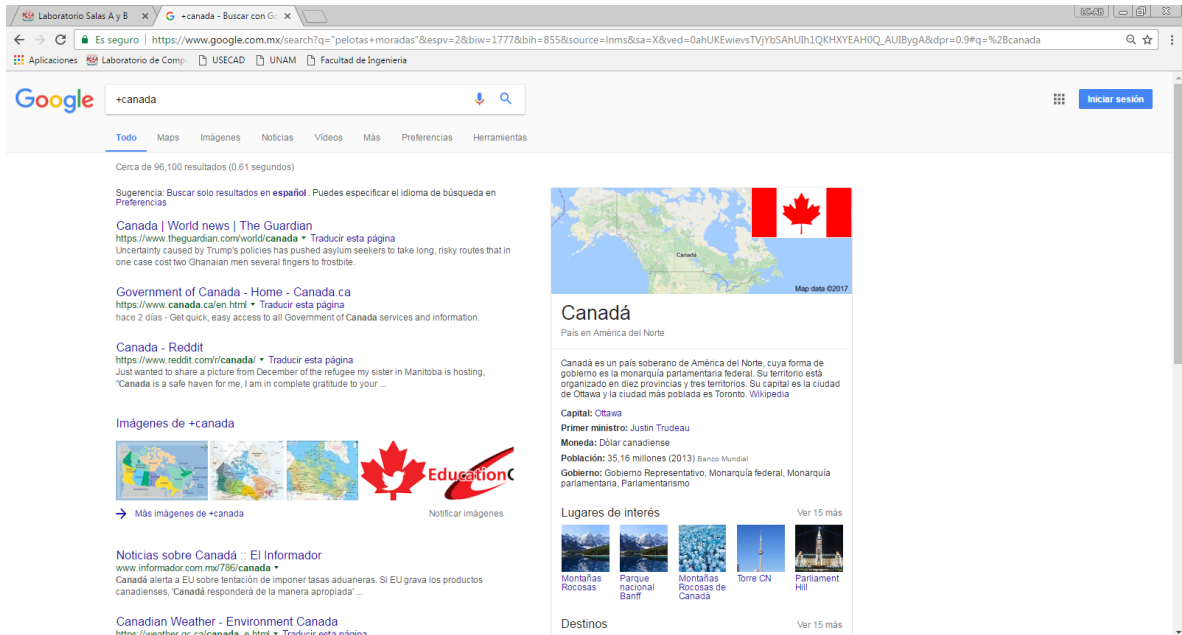 Laboratorio Salas A y B
+canada - Buscar con Go
Es seguro | https://www.google.com.mx/search?q="pelotas+moradas"&espv=2&biw=1777&bih=855&source=lnms&sa=X&ved=0ahUKEwievsTVjYbSAhUIh1QKHXYEAH0Q_AUIBygA&dpr=0.9#q=%2Bcanada
Aplicaciones Laboratorio de Comp USECAD UNAM Facultad de Ingenieria
Google
+canada
Iniciar sesión
Todo Maps Imágenes Noticias Vídeos Más Preferencias Herramientas
Cerca de 96,100 resultados (0.61 segundos)
Sugerencia: Buscar solo resultados en español . Puedes especificar el idioma de búsqueda en
Preferencias
Canada | World news | The Guardian
https://www.theguardian.com/world/canada ▾ Traducir esta página
Uncertainty caused by Trump's policies has pushed asylum seekers to take long, risky routes that in
one case cost two Ghanaian men several fingers to frostbite.
Government of Canada - Home - Canada.ca
https://www.canada.ca/en.html ▾ Traducir esta página
hace 2 días - Get quick, easy access to all Government of Canada services and information.
Canada - Reddit
https://www.reddit.com/r/canada/ ▾ Traducir esta página
Just wanted to share a picture from December of the refugee my sister in Manitoba is hosting,
"Canada is a safe haven for me, I am in complete gratitude to your ...
Imágenes de +canada
EducationC
Más imágenes de +canada
Notificar imágenes
Noticias sobre Canadá :: El Informador
www.informador.com.mx/786/canada ▾
Canadá alerta a EU sobre tentación de imponer tasas aduaneras. Si EU grava los productos
canadienses, 'Canadá responderá de la manera apropiada' ...
Canadian Weather - Environment Canada
https://weather.gc.ca/canada_e.html ▾ Traducir esta página
Canadá
Map data ©2017
Canadá
País en América del Norte
Canadá es un país soberano de América del Norte, cuya forma de
gobierno es la monarquía parlamentaria federal. Su territorio está
organizado en diez provincias y tres territorios. Su capital es la ciudad
de Ottawa y la ciudad más poblada es Toronto. Wikipedia
Capital: Ottawa
Primer ministro: Justin Trudeau
Moneda: Dólar canadiense
Población: 35,16 millones (2013) Banco Mundial
Gobierno: Gobierno Representativo, Monarquía federal, Monarquía
parlamentaria, Parlamentarismo
Lugares de interés
Ver 15 más
Montañas
Rocosas
Parque
nacional
Banff
Montañas
Rocosas de
Canadá
Torre CN
Parliament
Hill
Destinos
Ver 15 más